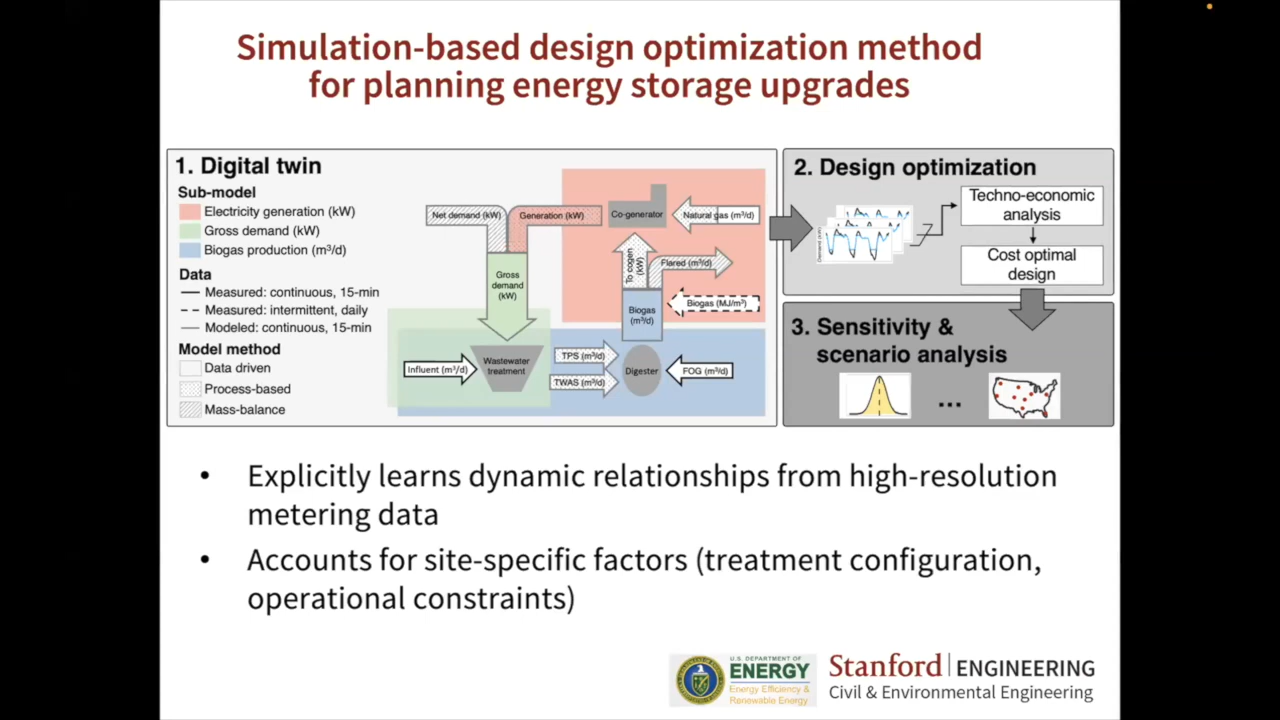 Simulation-based design optimization method
for planning energy storage upgrades
1. Digital twin
Sub-model
Electricity generation (kW)
Gross demand (kW)
Biogas production (m³/d)
Data
Measured: continuous, 15-min
Measured: intermittent, daily
Modeled: continuous, 15-min
Model method
Data driven
Process-based
Mass-balance
Net demand (kW)
Generation (kW)
Co-generator
Natural gas (m³/d)
To cogen
(kW)
Flared (m³/d)
Gross
demand
(kW)
Biogas
(m³/d)
Biogas (MJ/m³)
Influent (m³/d)
Wastewater
treatment
TPS (m³/d)
TWAS (m³/d)
Digester
FOG (m³/d)
2. Design optimization
Demand (kW)
Techno-economic
analysis
Cost optimal
design
3. Sensitivity &
scenario analysis
...
• Explicitly learns dynamic relationships from high-resolution
metering data
• Accounts for site-specific factors (treatment configuration,
operational constraints)
U.S. DEPARTMENT OF
ENERGY
Energy Efficiency &
Renewable Energy
Stanford | ENGINEERING
Civil & Environmental Engineering